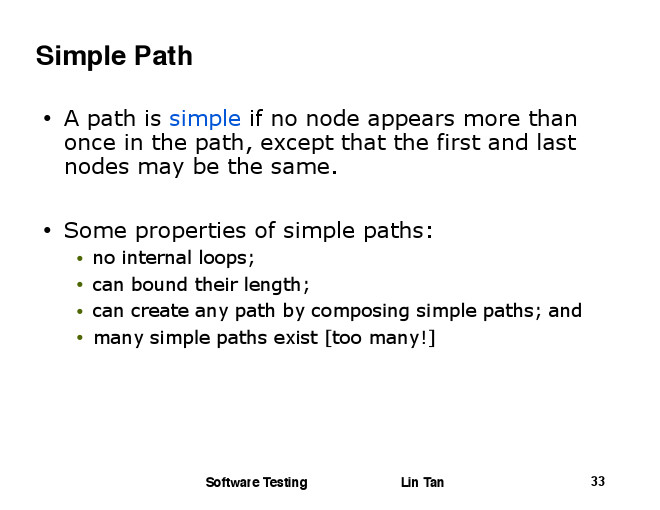 Simple Path
• A path is simple if no node appears more than
once in the path, except that the first and last
nodes may be the same.
• Some properties of simple paths:
• no internal loops;
• can bound their length;
• can create any path by composing simple paths; and
• many simple paths exist [too many!]
Software Testing Lin Tan 33